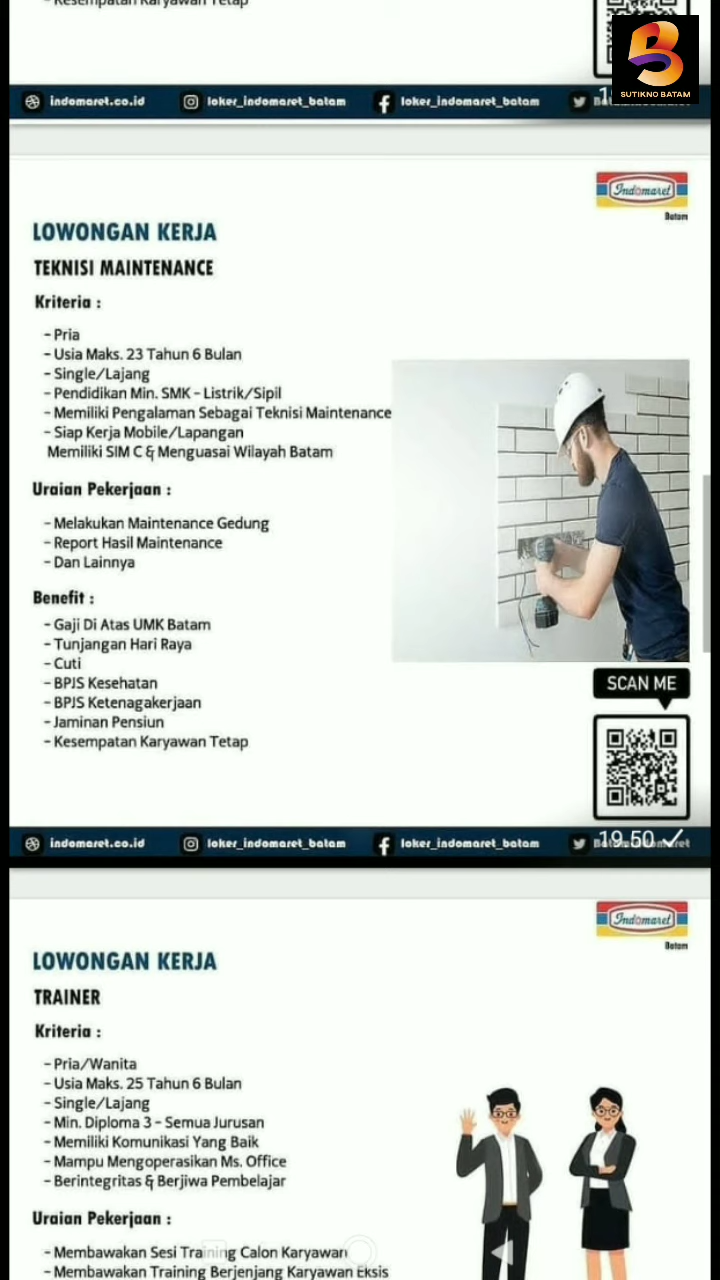 - Kesempatan Karyawan Tetap
SUTIKNO BATAM
indomaret.co.id
loker_indomaret_batam
loker_indomaret_batam
Indomaret
Batam
LOWONGAN KERJA
TEKNISI MAINTENANCE
Kriteria :
- Pria
- Usia Maks. 23 Tahun 6 Bulan
- Single/Lajang
- Pendidikan Min. SMK - Listrik/Sipil
- Memiliki Pengalaman Sebagai Teknisi Maintenance
- Siap Kerja Mobile/Lapangan
Memiliki SIM C & Menguasai Wilayah Batam
Uraian Pekerjaan :
- Melakukan Maintenance Gedung
- Report Hasil Maintenance
- Dan Lainnya
Benefit :
- Gaji Di Atas UMK Batam
- Tunjangan Hari Raya
- Cuti
- BPJS Kesehatan
- BPJS Ketenagakerjaan
- Jaminan Pensiun
- Kesempatan Karyawan Tetap
SCAN ME
indomaret.co.id
loker_indomaret_batam
loker_indomaret_batam
19.50
Indomaret
Batam
LOWONGAN KERJA
TRAINER
Kriteria :
- Pria/Wanita
- Usia Maks. 25 Tahun 6 Bulan
- Single/Lajang
- Min. Diploma 3 - Semua Jurusan
- Memiliki Komunikasi Yang Baik
- Mampu Mengoperasikan Ms. Office
- Berintegritas & Berjiwa Pembelajar
Uraian Pekerjaan :
- Membawakan Sesi Training Calon Karyawan
- Membawakan Training Berjenjang Karyawan Eksis